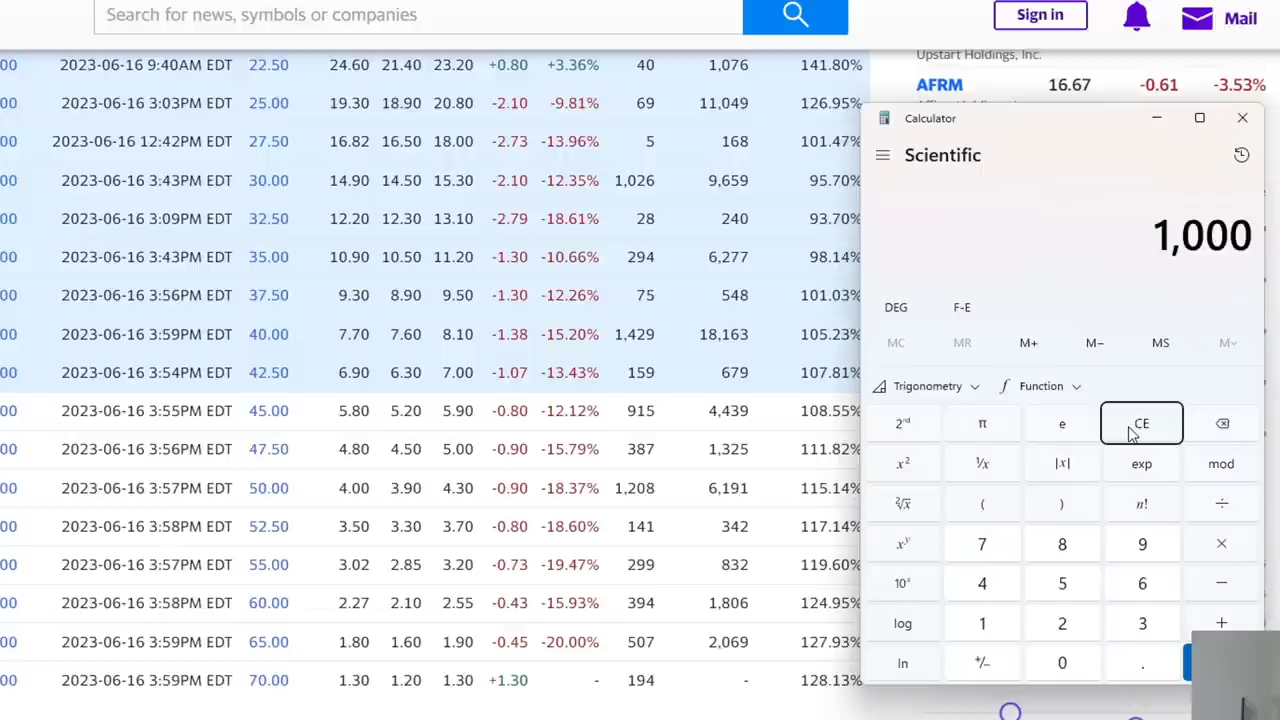 Search for news, symbols or companies
Sign in
Mail
00 2023-06-16 9:40AM EDT 22.50 24.60 21.40 23.20 +0.80 +3.36% 40 1,076 141.80%
00 2023-06-16 3:03PM EDT 25.00 19.30 18.90 20.80 -2.10 -9.81% 69 11,049 126.95%
00 2023-06-16 12:42PM EDT 27.50 16.82 16.50 18.00 -2.73 -13.96% 5 168 101.47%
00 2023-06-16 3:43PM EDT 30.00 14.90 14.50 15.30 -2.10 -12.35% 1,026 9,659 95.70%
00 2023-06-16 3:09PM EDT 32.50 12.20 12.30 13.10 -2.79 -18.61% 28 240 93.70%
00 2023-06-16 3:43PM EDT 35.00 10.90 10.50 11.20 -1.30 -10.66% 294 6,277 98.14%
00 2023-06-16 3:56PM EDT 37.50 9.30 8.90 9.50 -1.30 -12.26% 75 548 101.03%
00 2023-06-16 3:59PM EDT 40.00 7.70 7.60 8.10 -1.38 -15.20% 1,429 18,163 105.23%
00 2023-06-16 3:54PM EDT 42.50 6.90 6.30 7.00 -1.07 -13.43% 159 679 107.81%
00 2023-06-16 3:55PM EDT 45.00 5.80 5.20 5.90 -0.80 -12.12% 915 4,439 108.55%
00 2023-06-16 3:56PM EDT 47.50 4.80 4.50 5.00 -0.90 -15.79% 387 1,325 111.82%
00 2023-06-16 3:57PM EDT 50.00 4.00 3.90 4.30 -0.90 -18.37% 1,208 6,191 115.14%
00 2023-06-16 3:58PM EDT 52.50 3.50 3.30 3.70 -0.80 -18.60% 141 342 117.14%
00 2023-06-16 3:57PM EDT 55.00 3.02 2.85 3.20 -0.73 -19.47% 299 832 119.60%
00 2023-06-16 3:58PM EDT 60.00 2.27 2.10 2.55 -0.43 -15.93% 394 1,806 124.95%
00 2023-06-16 3:59PM EDT 65.00 1.80 1.60 1.90 -0.45 -20.00% 507 2,069 127.93%
00 2023-06-16 3:59PM EDT 70.00 1.30 1.20 1.30 +1.30 - 194 - 128.13%
Upstart Holdings, Inc.
AFRM 16.67 -0.61 -3.53%
Calculator
Scientific
1,000
DEG F-E
MC MR M+ M− MS M
Trigonometry Function
2nd π e CE
x² ¹/x |x| exp mod
²√x ( ) n! ÷
xʸ 7 8 9 ×
10ˣ 4 5 6 −
log 1 2 3 +
ln +/− 0 .